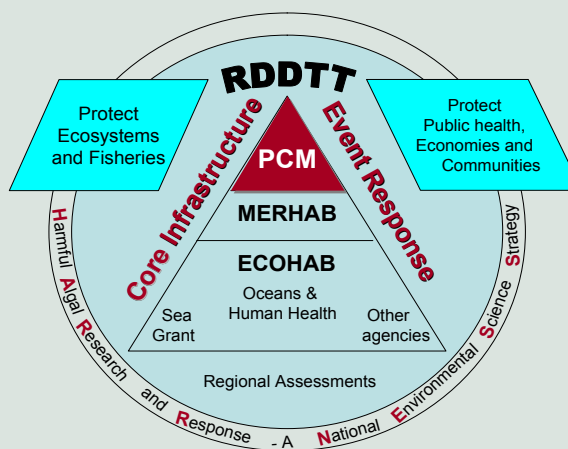 RDDTT
Protect
Ecosystems
and Fisheries
Protect
Public health,
Economies and
Communities
Core Infrastructure
Event Response
PCM
MERHAB
ECOHAB
Oceans &
Human Health
Sea
Grant
Other
agencies
Regional Assessments
Harmful Algal Research and Response - A National Environmental Science Strategy